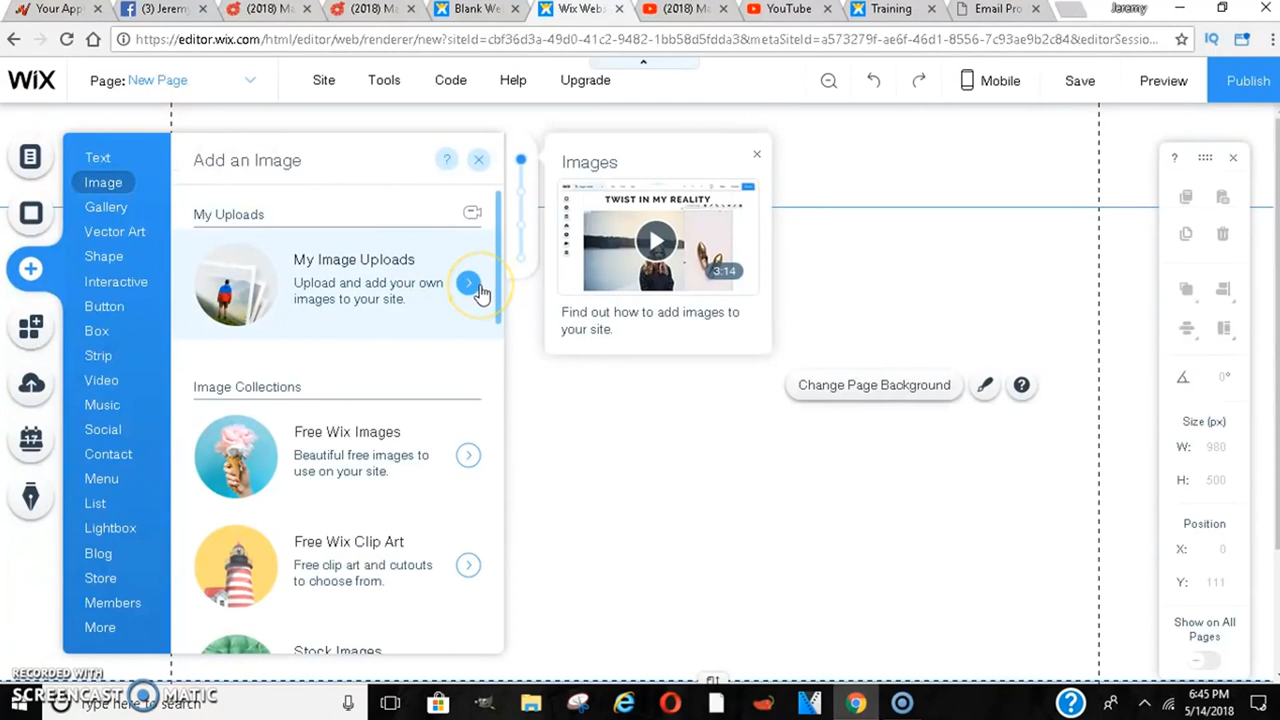 Your App
(3) Jeremy
(2018) Ma
(2018) Ma
Blank We
Wix Webs
(2018) Ma
YouTube
Training
Email Pro
Jeremy
https://editor.wix.com/html/editor/web/renderer/new?siteId=cbf36d3a-49d0-41c2-9482-1bb58d5fdda3&metaSiteId=a573279f-ae6f-46d1-8556-7c93ae9b2c84&editorSessio...
WiX
Page: New Page
Site
Tools
Code
Help
Upgrade
Mobile
Save
Preview
Publish
Text
Image
Gallery
Vector Art
Shape
Interactive
Button
Box
Strip
Video
Music
Social
Contact
Menu
List
Lightbox
Blog
Store
Members
More
17
Add an Image
?
My Uploads
My Image Uploads
Upload and add your own
images to your site.
Image Collections
Free Wix Images
Beautiful free images to
use on your site.
Free Wix Clip Art
Free clip art and cutouts
to choose from.
Stock Images
Images
TWIST IN MY REALITY
3:14
Find out how to add images to
your site.
Change Page Background
?
?
0°
Size (px)
W: 980
H: 500
Position
X: 0
Y: 111
Show on All
Pages
RECORDED WITH
SCREENCAST MATIC
Type here to search
6:45 PM
5/14/2018